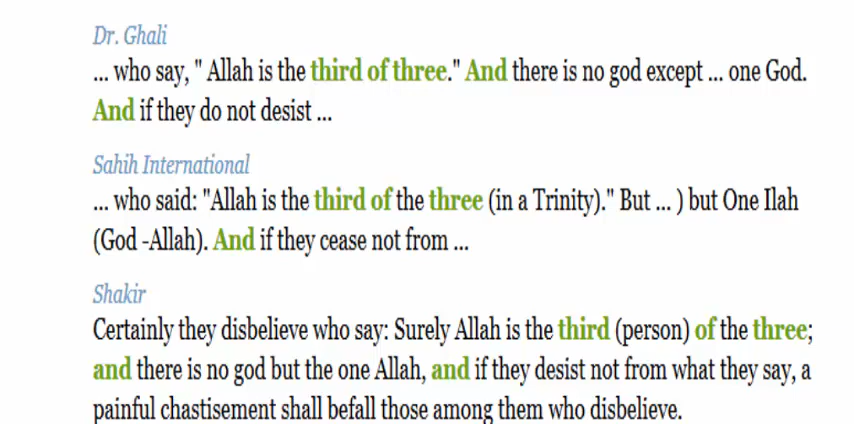 Dr. Ghali
... who say, " Allah is the third of three." And there is no god except ... one God.
And if they do not desist ...
Sahih International
... who said: "Allah is the third of the three (in a Trinity)." But ... ) but One Ilah
(God -Allah). And if they cease not from ...
Shakir
Certainly they disbelieve who say: Surely Allah is the third (person) of the three;
and there is no god but the one Allah, and if they desist not from what they say, a
painful chastisement shall befall those among them who disbelieve.